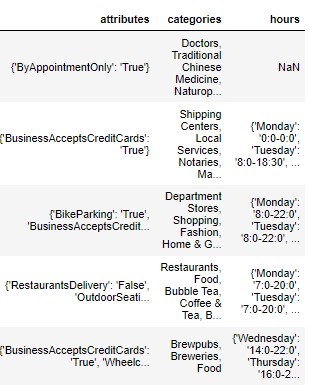 attributes categories hours
{'ByAppointmentOnly': 'True'}
Doctors,
Traditional
Chinese
Medicine,
Naturop...
NaN
{'BusinessAcceptsCreditCards':
'True'}
Shipping
Centers,
Local
Services,
Notaries,
Ma...
{'Monday':
'0:0-0:0',
'Tuesday':
'8:0-18:30', ...
{'BikeParking': 'True',
'BusinessAcceptsCredit...
Department
Stores,
Shopping,
Fashion,
Home & G...
{'Monday':
'8:0-22:0',
'Tuesday':
'8:0-22:0', ...
{'RestaurantsDelivery': 'False',
'OutdoorSeati...
Restaurants,
Food,
Bubble Tea,
Coffee &
Tea, B...
{'Monday':
'7:0-20:0',
'Tuesday':
'7:0-20:0', ...
{'BusinessAcceptsCreditCards':
'True', 'Wheelc...
Brewpubs,
Breweries,
Food
{'Wednesday':
'14:0-22:0',
'Thursday':
'16:0-2...